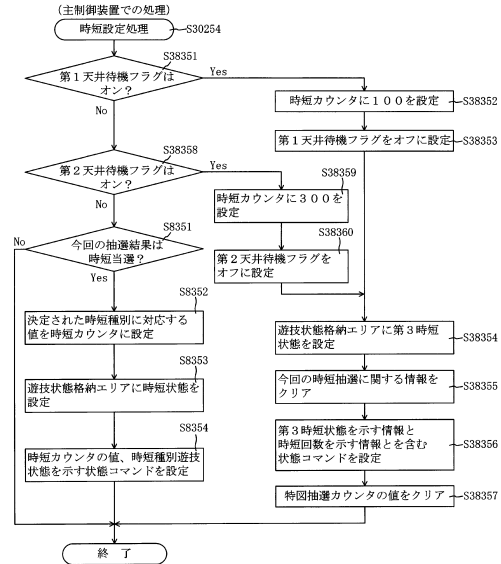 (主制御装置での処理)
時短設定処理
S30254
S38351
第1天井待機フラグは
オン?
Yes
No
時短カウンタに100を設定
S38352
第1天井待機フラグをオフに設定
S38353
S38358
第2天井待機フラグは
オン?
Yes
No
S38359
時短カウンタに300を
設定
S38360
第2天井待機フラグを
オフに設定
S8351
今回の抽選結果は
時短当選?
No
Yes
S8352
決定された時短種別に対応する
値を時短カウンタに設定
S8353
遊技状態格納エリアに時短状態を
設定
S8354
時短カウンタの値、時短種別遊技
状態を示す状態コマンドを設定
遊技状態格納エリアに第3時短
状態を設定
S38354
今回の時短抽選に関する情報を
クリア
S38355
第3時短状態を示す情報と
時短回数を示す情報とを含む
状態コマンドを設定
S38356
特図抽選カウンタの値をクリア
S38357
終 了